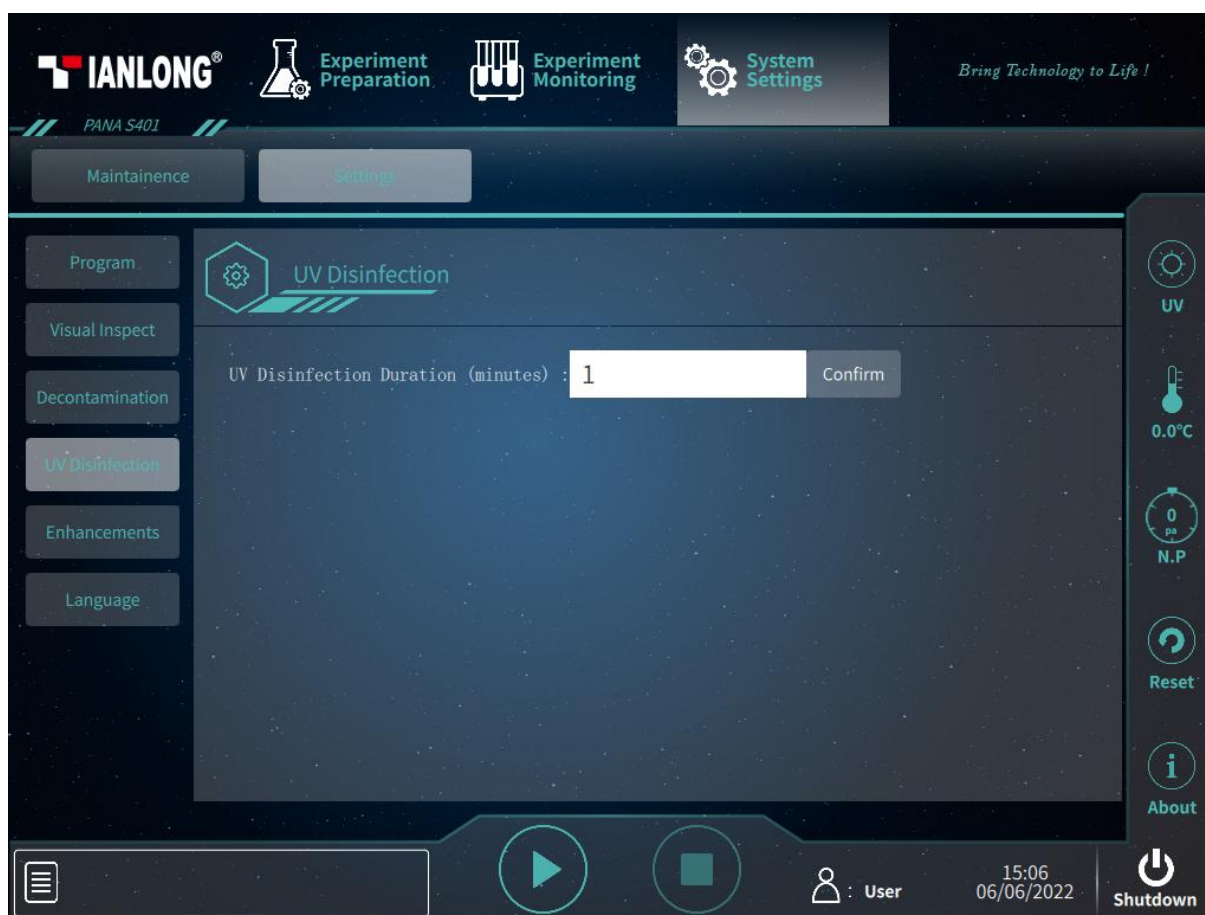 TIANLONG®
PANA S401
Experiment
Preparation
Experiment
Monitoring
System
Settings
Bring Technology to Life !
Maintainence
Settings
Program
Visual Inspect
Decontamination
UV Disinfection
Enhancements
Language
UV Disinfection
UV Disinfection Duration (minutes) : 1
Confirm
UV
0.0°C
0
pa
N.P
Reset
i
About
: User
15:06
06/06/2022
Shutdown